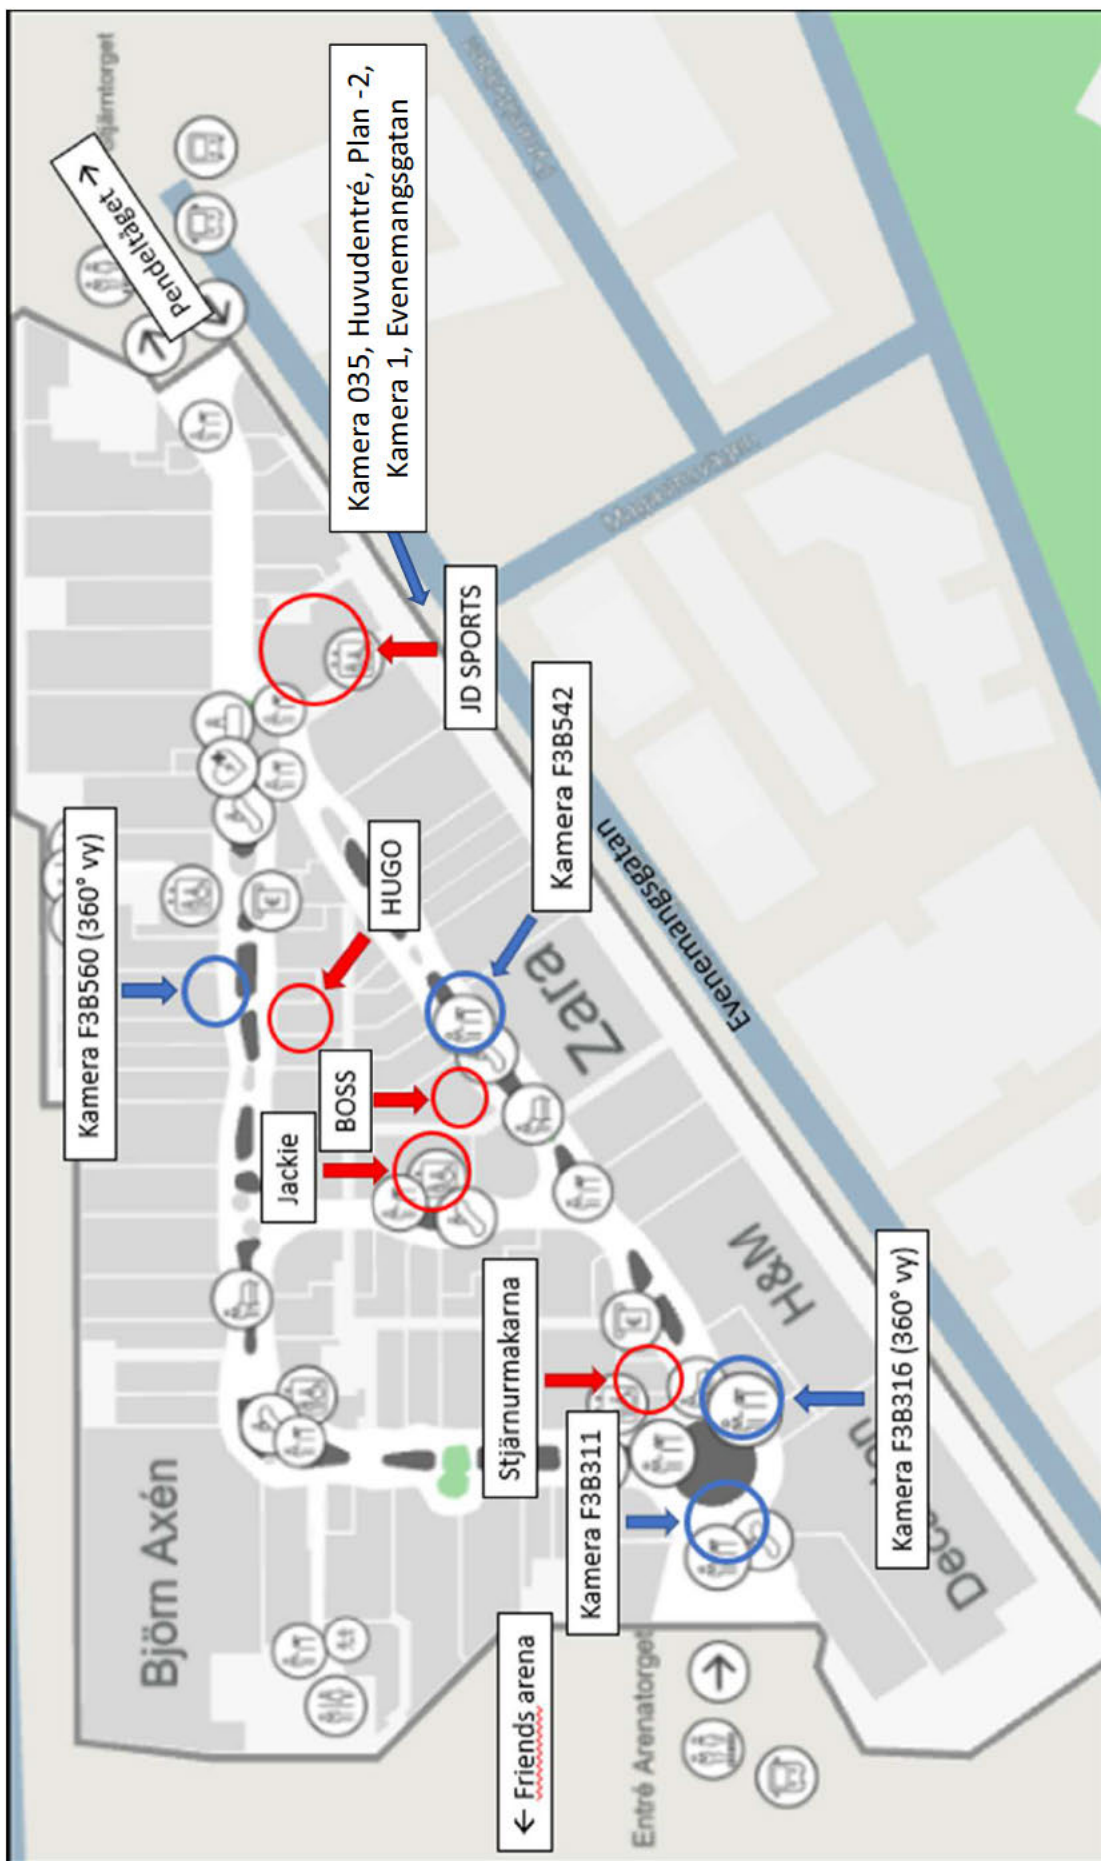 Pendeltåget →
Kamera 035, Huvudentré, Plan -2,
Kamera 1, Evenemangsgatan
JD SPORTS
Kamera F3B542
Kamera F3B560 (360° vy)
HUGO
BOSS
Jackie
Zara
Evenemangsgatan
H&M
Stjärnurmakarna
Kamera F3B316 (360° vy)
Kamera F3B311
Björn Axén
← Friends arena
Entré Arenatorget